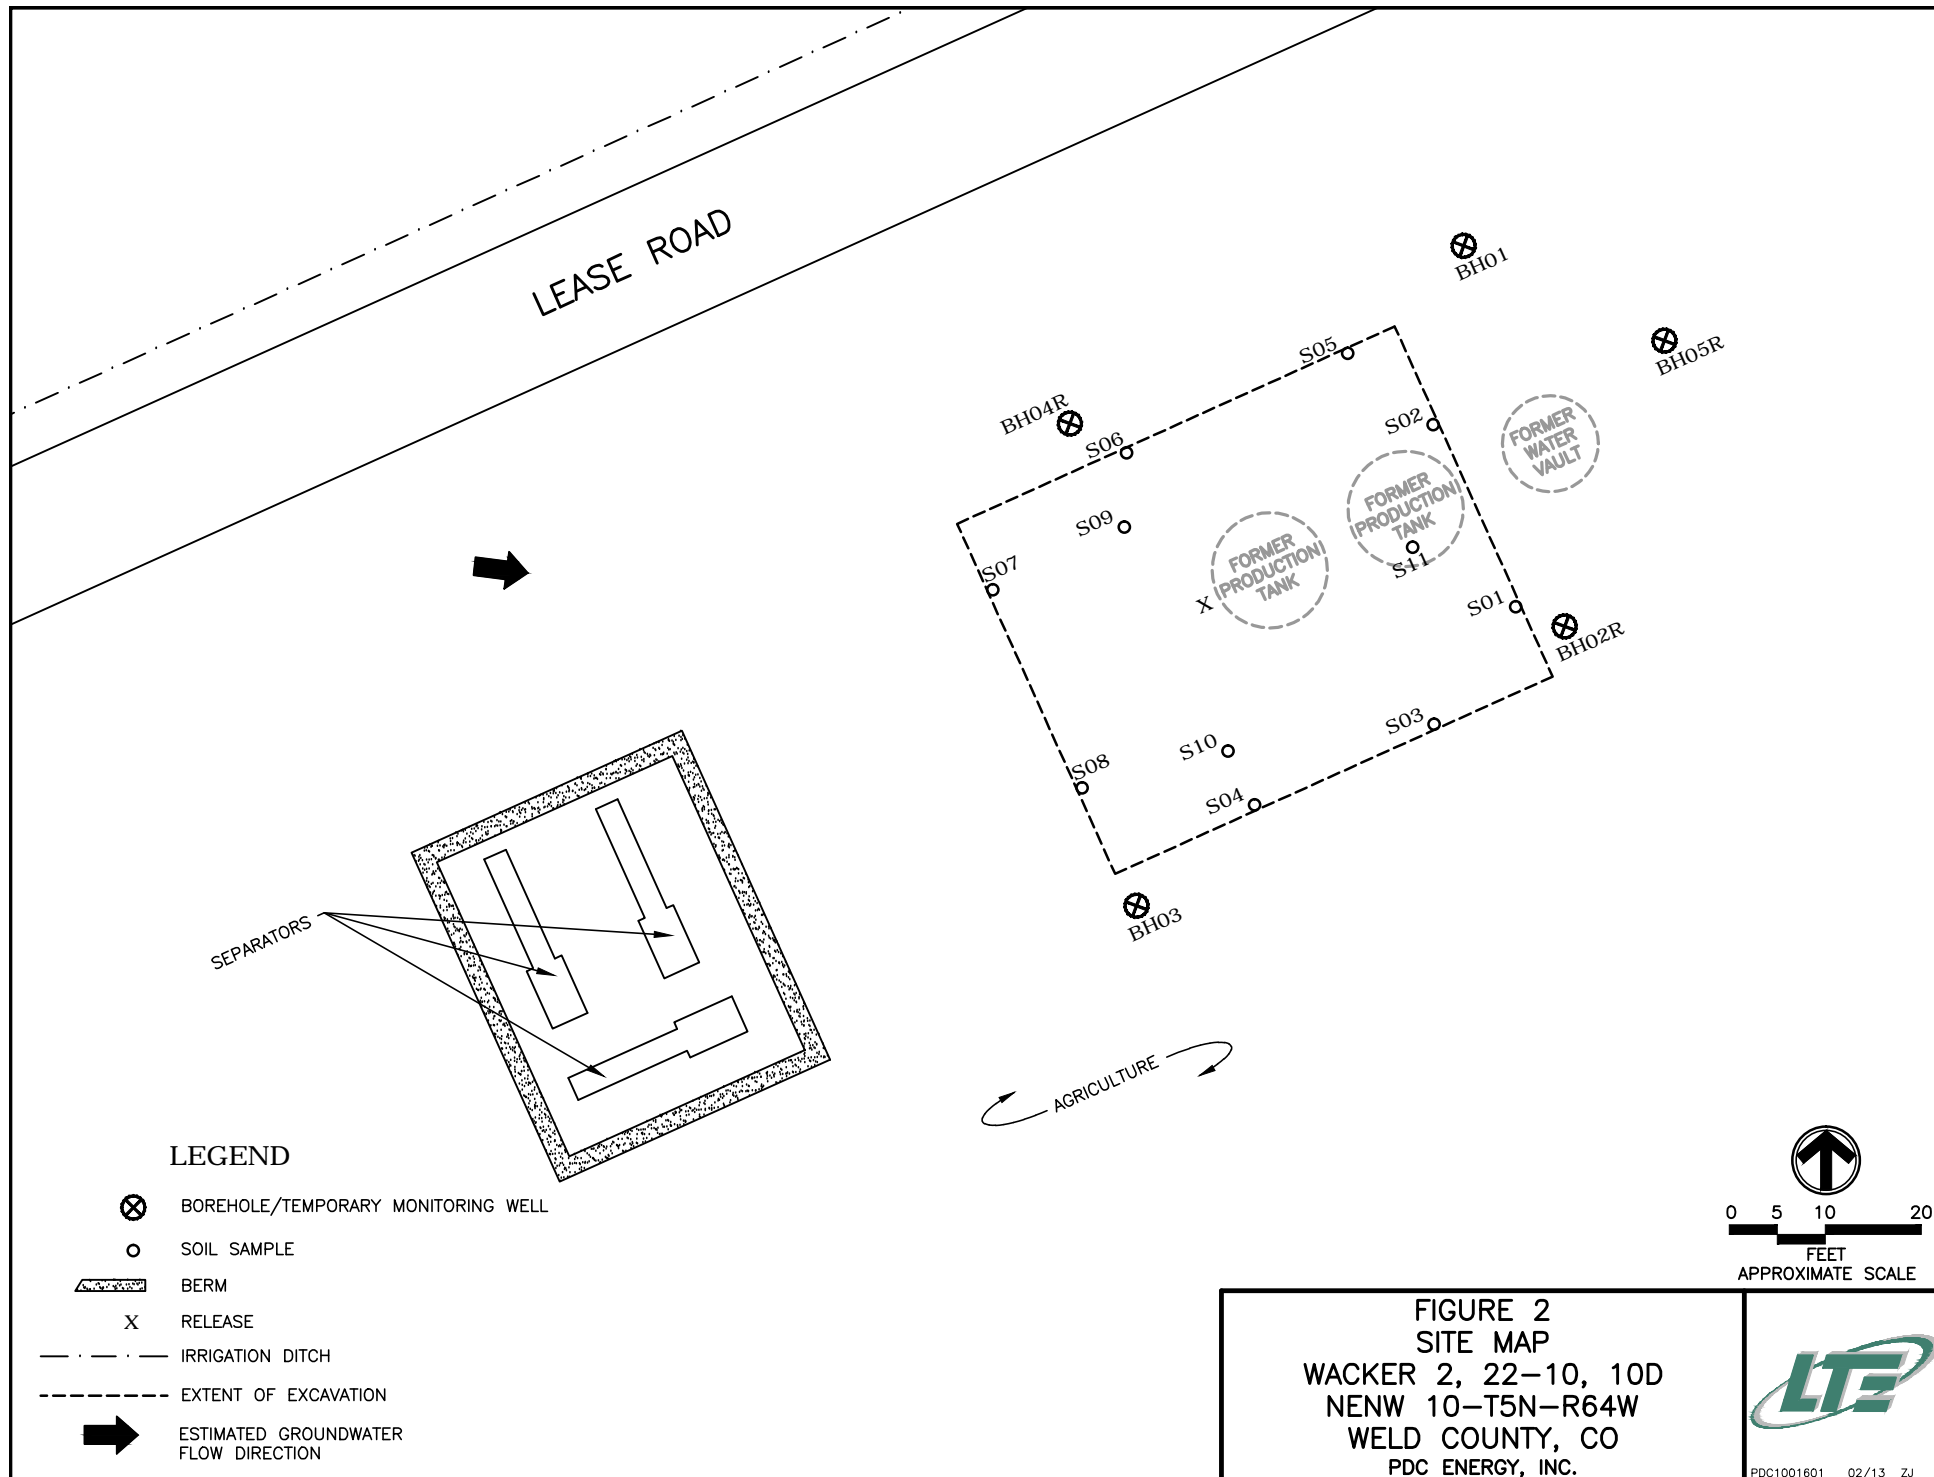 LEASE ROAD
BH01
BH05R
S05
BH04R
S06
S02
FORMER
WATER
VAULT
FORMER
PRODUCTION
TANK
S09
S11
FORMER
PRODUCTION
TANK
S07
X
S01
BH02R
S03
S10
S08
S04
BH03
SEPARATORS
AGRICULTURE
LEGEND
BOREHOLE/TEMPORARY MONITORING WELL
SOIL SAMPLE
BERM
X RELEASE
IRRIGATION DITCH
EXTENT OF EXCAVATION
ESTIMATED GROUNDWATER
FLOW DIRECTION
0 5 10 20
FEET
APPROXIMATE SCALE
FIGURE 2
SITE MAP
WACKER 2, 22-10, 10D
NENW 10-T5N-R64W
WELD COUNTY, CO
PDC ENERGY, INC.
LTE
PDC1001601 02/13 ZJ